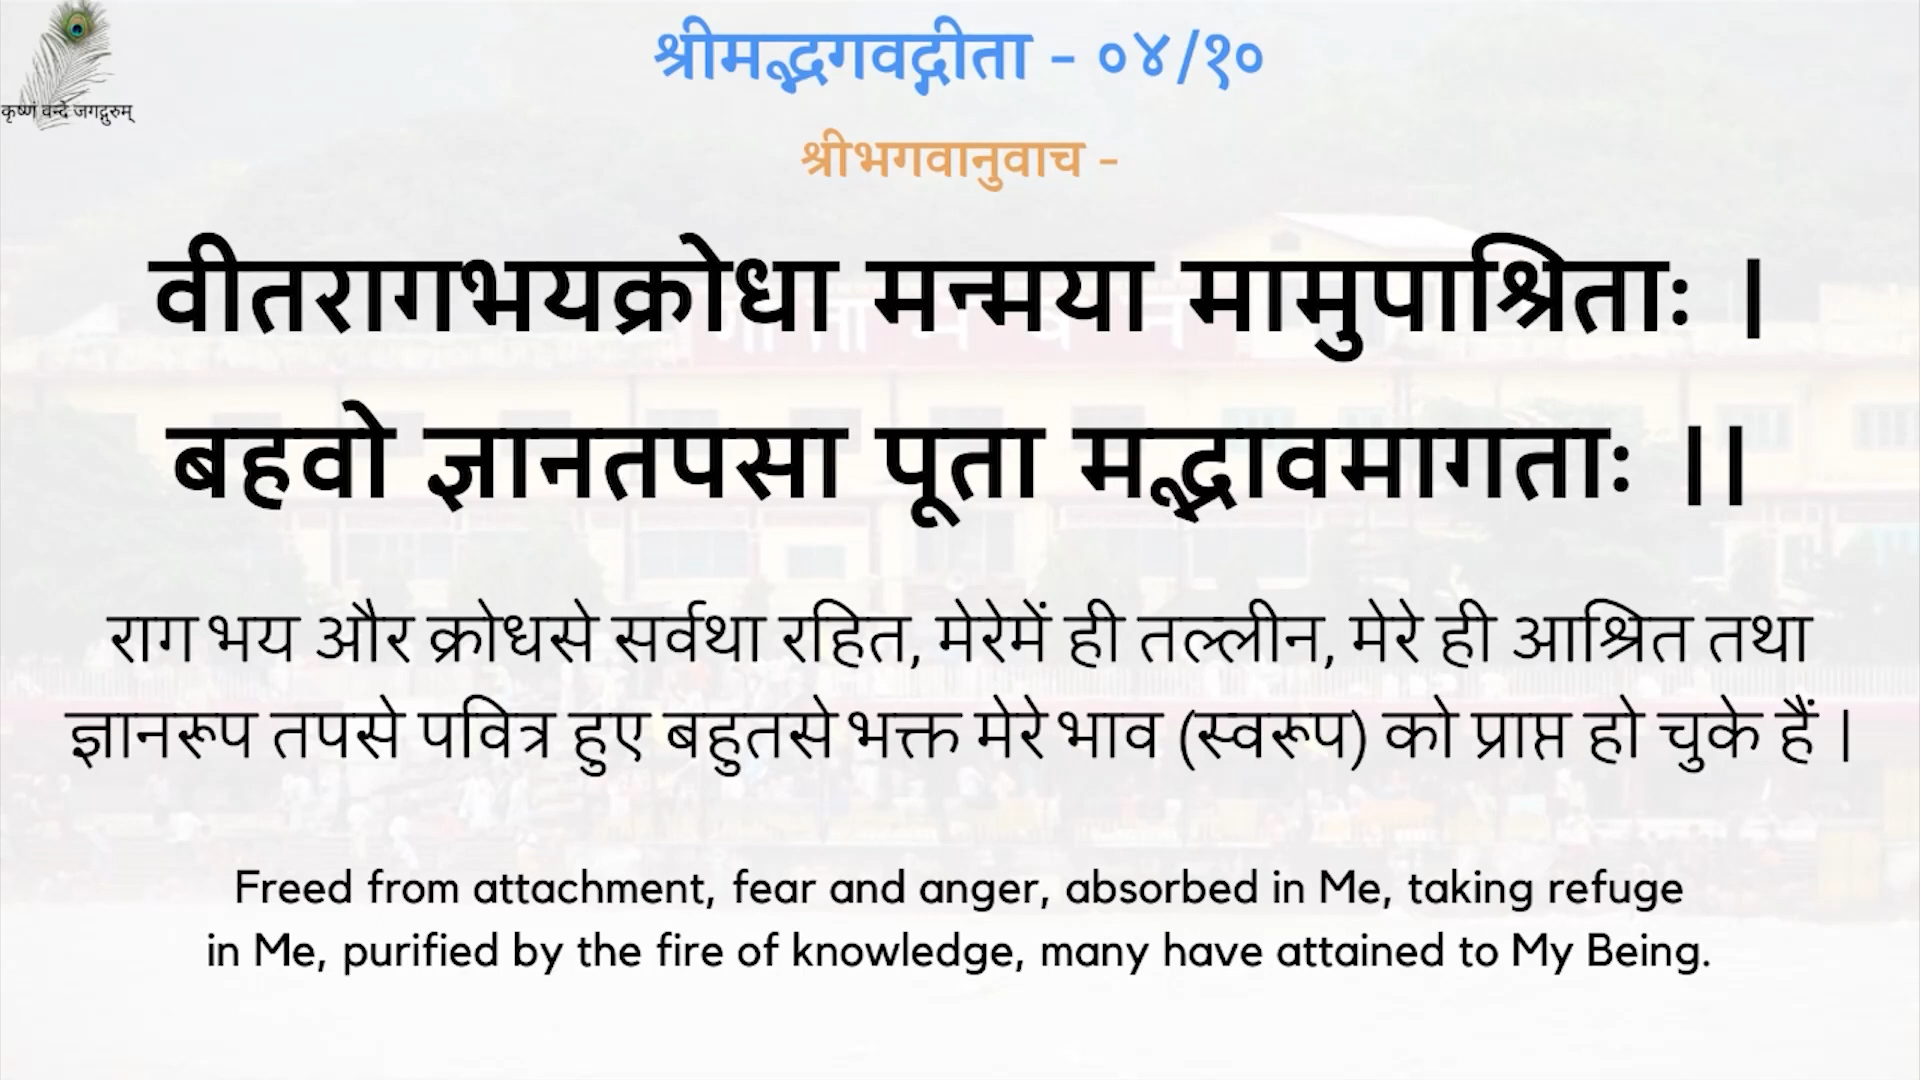 श्रीमद्भगवद्गीता - ०४/१०
कृष्णं वन्दे जगद्गुरुम्
श्रीभगवानुवाच -
वीतरागभयक्रोधा मन्मया मामुपाश्रिताः ।
बहवो ज्ञानतपसा पूता मद्भावमागताः ।।
राग भय और क्रोधसे सर्वथा रहित, मेरेमें ही तल्लीन, मेरे ही आश्रित तथा
ज्ञानरूप तपसे पवित्र हुए बहुतसे भक्त मेरे भाव (स्वरूप) को प्राप्त हो चुके हैं ।
Freed from attachment, fear and anger, absorbed in Me, taking refuge
in Me, purified by the fire of knowledge, many have attained to My Being.